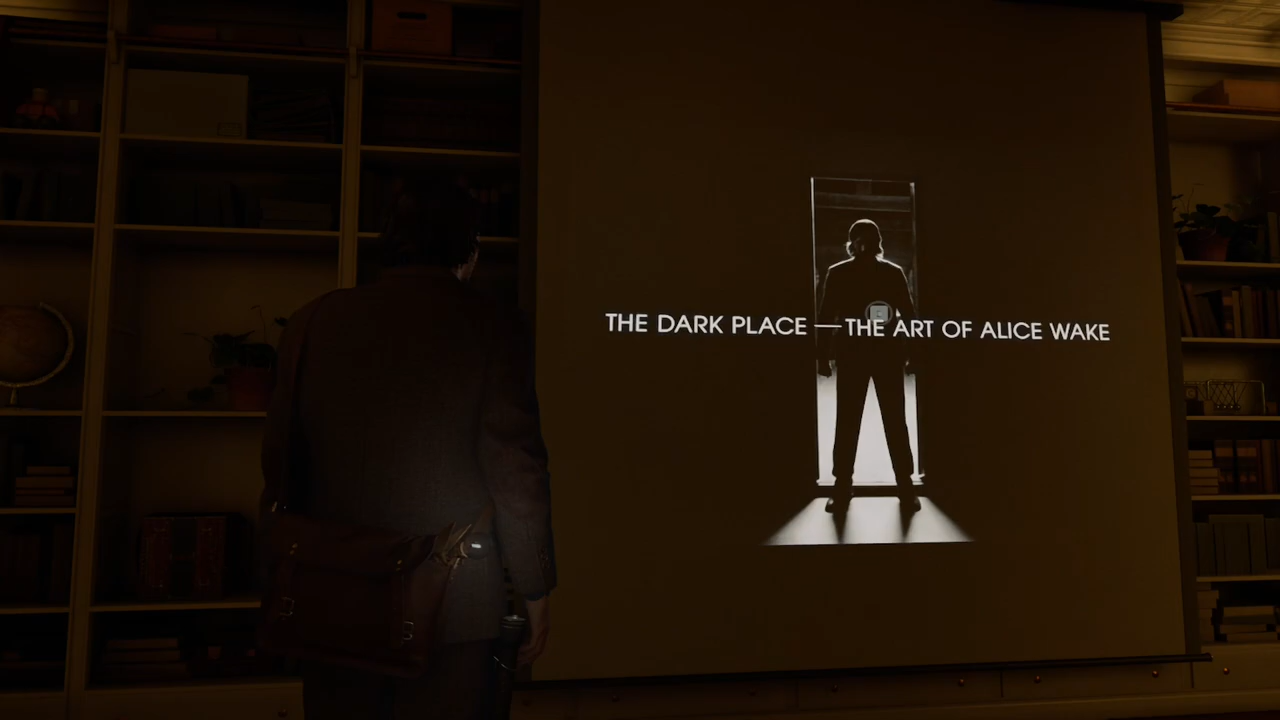 THE DARK PLACE — THE ART OF ALICE WAKE